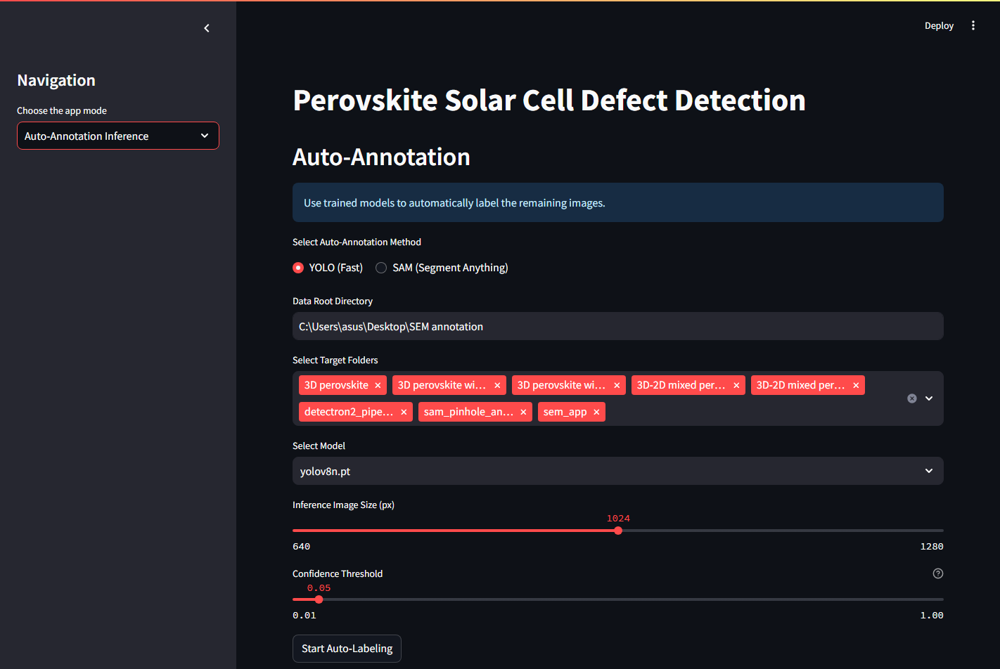 Deploy
Navigation
Choose the app mode
Auto-Annotation Inference
Perovskite Solar Cell Defect Detection
Auto-Annotation
Use trained models to automatically label the remaining images.
Select Auto-Annotation Method
YOLO (Fast) SAM (Segment Anything)
Data Root Directory
C:\Users\asus\Desktop\SEM annotation
Select Target Folders
3D perovskite × 3D perovskite wi... × 3D perovskite wi... × 3D-2D mixed per... × 3D-2D mixed per... ×
detectron2_pipe... × sam_pinhole_an... × sem_app ×
Select Model
yolov8n.pt
Inference Image Size (px)
1024
640 1280
Confidence Threshold
0.05
0.01 1.00
Start Auto-Labeling